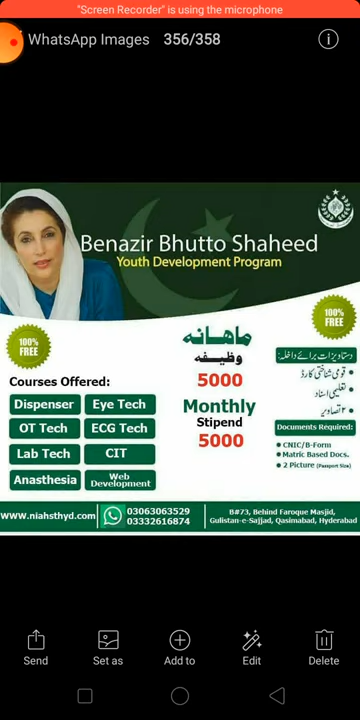 "Screen Recorder" is using the microphone
WhatsApp Images 356/358
Benazir Bhutto Shaheed
Youth Development Program
100%
FREE
100%
FREE
ماہانہ
وظیفہ
5000
Monthly
Stipend
5000
Courses Offered:
Dispenser
Eye Tech
OT Tech
ECG Tech
Lab Tech
CIT
Anasthesia
Web
Development
دستاویزات برائے داخلہ:
قومی شناختی کارڈ
تعلیمی اسناد
۲ تصاویر
Documents Required:
CNIC/B-Form
Matric Based Docs.
2 Picture (Passport Size)
www.niahsthyd.com
03063063529
03332616874
B#73, Behind Faroque Masjid,
Gulistan-e-Sajjad, Qasimabad, Hyderabad
Send
Set as
Add to
Edit
Delete